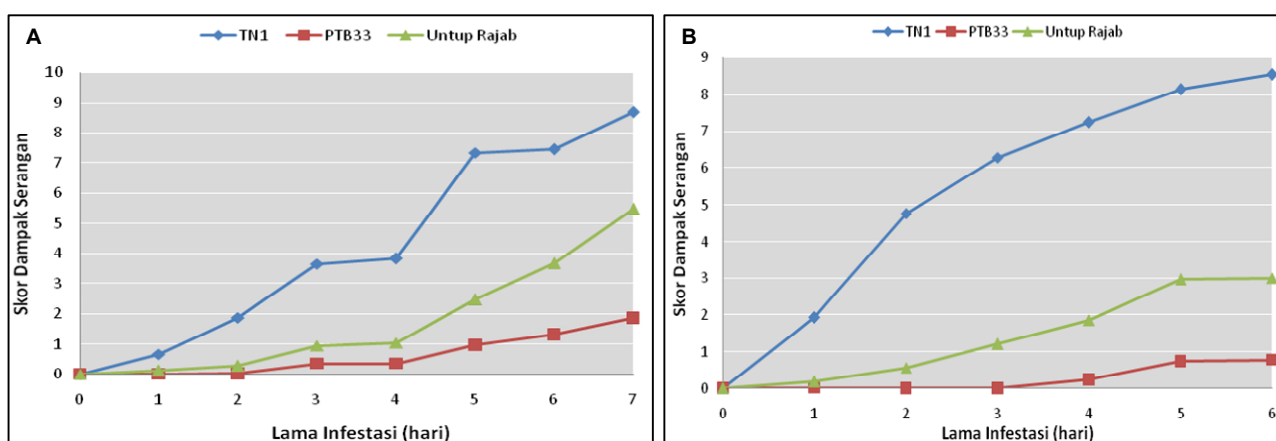 A
TN1 PTB33 Untup Rajab
Skor Dampak Serangan
10
9
8
7
6
5
4
3
2
1
0
0 1 2 3 4 5 6 7
Lama Infestasi (hari)
B
TN1 PTB33 Untup Rajab
Skor Dampak Serangan
9
8
7
6
5
4
3
2
1
0
0 1 2 3 4 5 6
Lama Infestasi (hari)